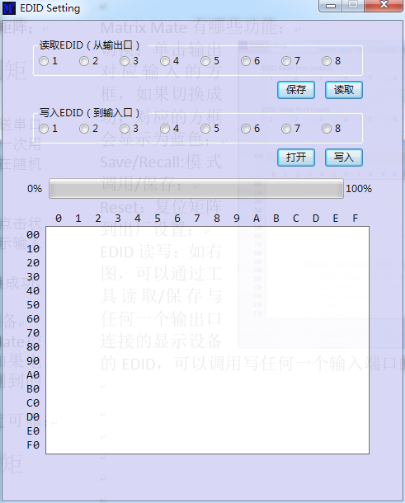 EDID Setting
读取EDID（从输出口）
1 2 3 4 5 6 7 8
保存 读取
写入EDID（到输入口）
1 2 3 4 5 6 7 8
打开 写入
0% 100%
0 1 2 3 4 5 6 7 8 9 A B C D E F
00
10
20
30
40
50
60
70
80
90
A0
B0
C0
D0
E0
F0
Matrix Mate 有哪些功能：
单击输出
对应输入的方
框，如果切换成
会显示为蓝色；
Save/Recall:模式
调用/保存；
Reset：复位矩阵
到出厂设置；
EDID 读写：如右
图，可以通过工
具读取/保存与
任何一个输出口
连接的显示设备
的 EDID，可以调用写任何一个输入端口